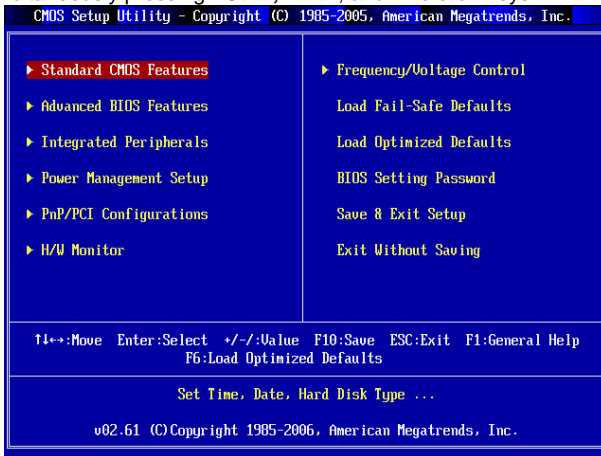 CMOS Setup Utility - Copyright (C) 1985-2005, American Megatrends, Inc.
▶ Standard CMOS Features
▶ Advanced BIOS Features
▶ Integrated Peripherals
▶ Power Management Setup
▶ PnP/PCI Configurations
▶ H/W Monitor
▶ Frequency/Voltage Control
Load Fail-Safe Defaults
Load Optimized Defaults
BIOS Setting Password
Save & Exit Setup
Exit Without Saving
↑↓←→:Move Enter:Select +/-/:Value F10:Save ESC:Exit F1:General Help
F6:Load Optimized Defaults
Set Time, Date, Hard Disk Type ...
v02.61 (C)Copyright 1985-2006, American Megatrends, Inc.